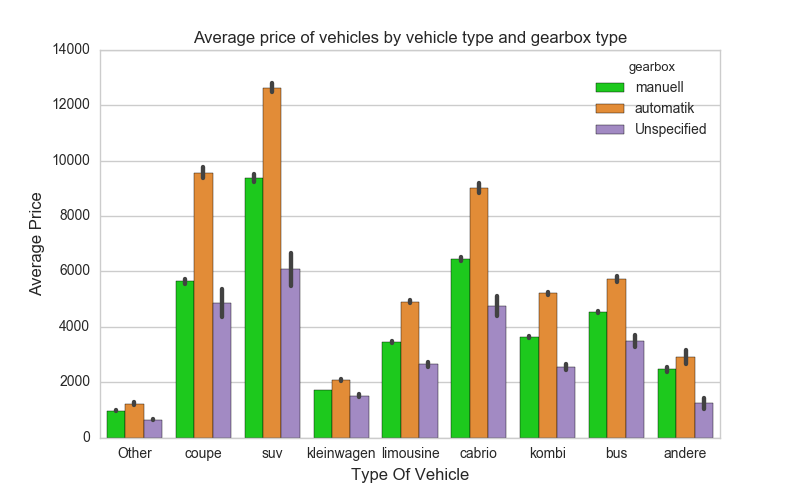 Average price of vehicles by vehicle type and gearbox type
14000
12000
10000
8000
6000
4000
2000
0
Average Price
gearbox
manuell
automatik
Unspecified
Other coupe suv kleinwagen limousine cabrio kombi bus andere
Type Of Vehicle